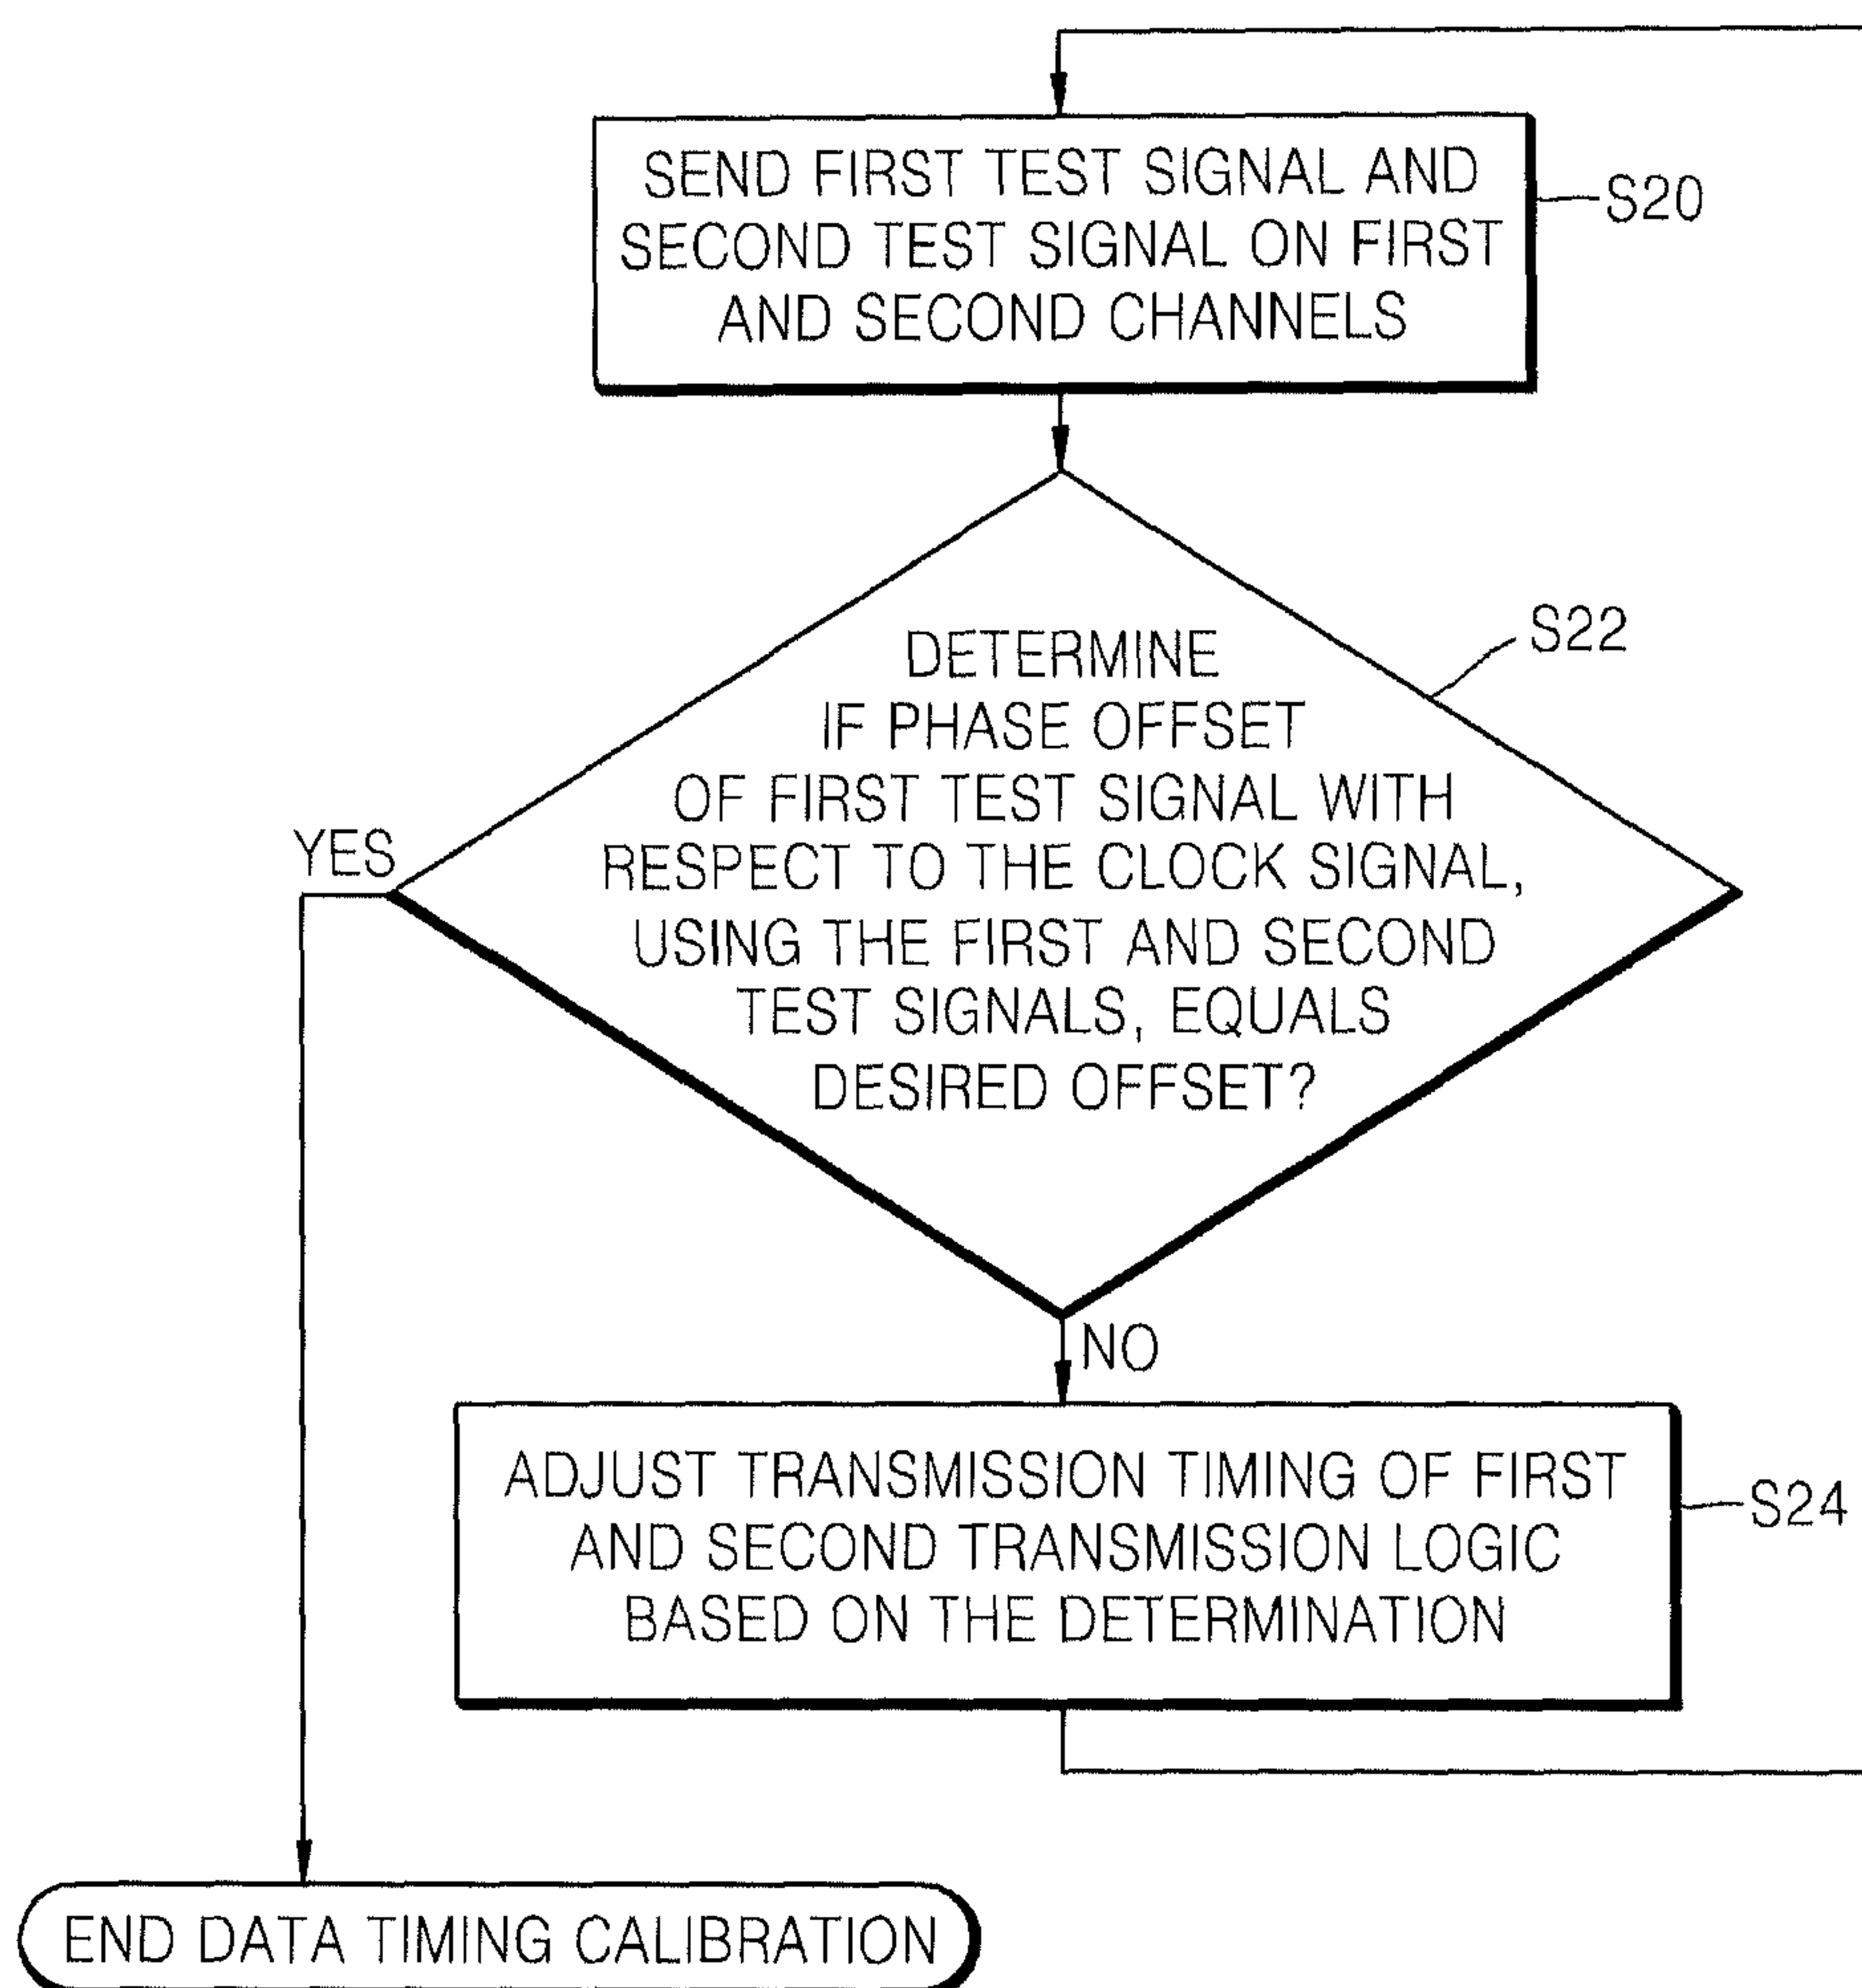 SEND FIRST TEST SIGNAL AND
SECOND TEST SIGNAL ON FIRST
AND SECOND CHANNELS
S20
DETERMINE
IF PHASE OFFSET
OF FIRST TEST SIGNAL WITH
RESPECT TO THE CLOCK SIGNAL,
USING THE FIRST AND SECOND
TEST SIGNALS, EQUALS
DESIRED OFFSET?
S22
YES
NO
ADJUST TRANSMISSION TIMING OF FIRST
AND SECOND TRANSMISSION LOGIC
BASED ON THE DETERMINATION
S24
END DATA TIMING CALIBRATION